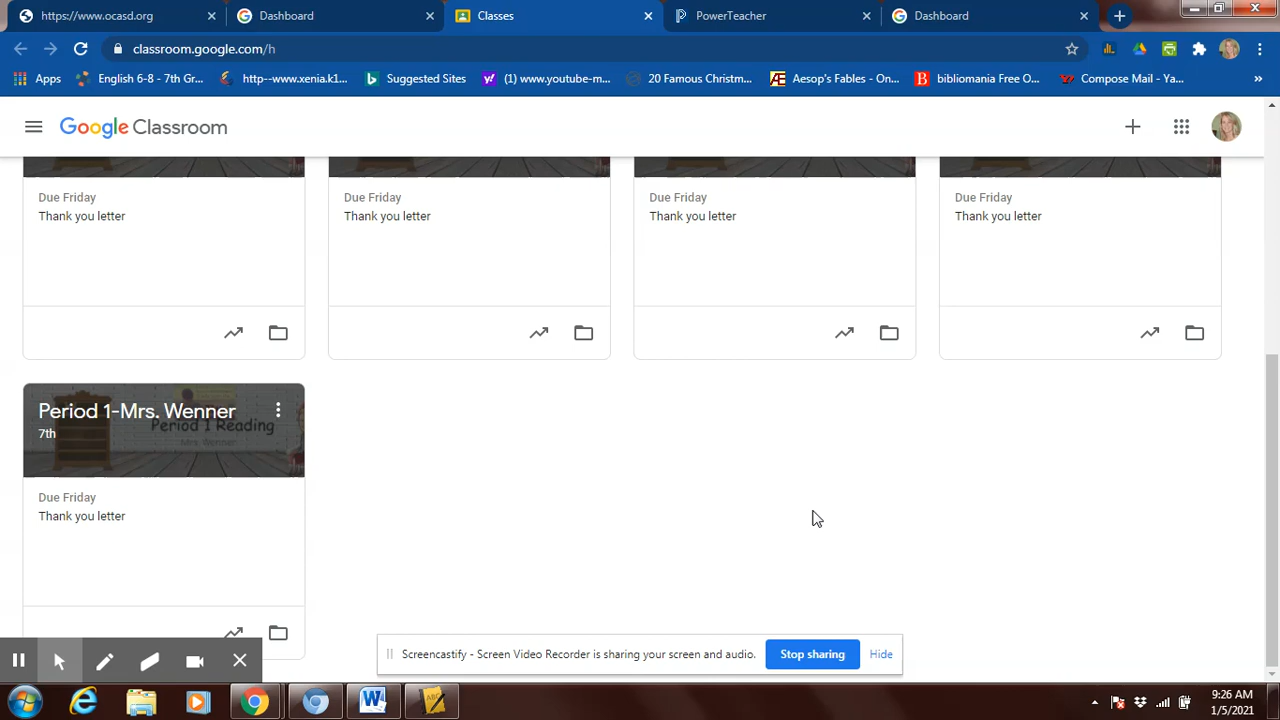 https://www.ocasd.org
Dashboard
Classes
PowerTeacher
Dashboard
classroom.google.com/h
Apps
English 6-8 - 7th Gr...
http--www.xenia.k1...
Suggested Sites
(1) www.youtube-m...
20 Famous Christm...
Aesop's Fables - On...
bibliomania Free O...
Compose Mail - Ya...
»
Google Classroom
Due Friday
Thank you letter
Due Friday
Thank you letter
Due Friday
Thank you letter
Due Friday
Thank you letter
Period 1-Mrs. Wenner
7th
Period 1 Reading
Mrs. Wenner
Due Friday
Thank you letter
Screencastify - Screen Video Recorder is sharing your screen and audio.
Stop sharing
Hide
9:26 AM
1/5/2021